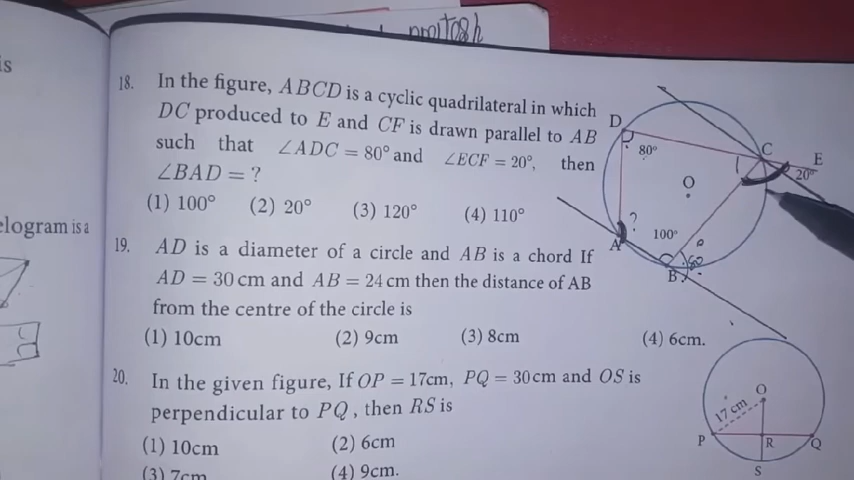 is
18. In the figure, ABCD is a cyclic quadrilateral in which
DC produced to E and CF is drawn parallel to AB
such that ∠ADC = 80° and ∠ECF = 20°, then
∠BAD = ?
(1) 100° (2) 20° (3) 120° (4) 110°
D
80°
C
E
20°
O
?
A
100°
B
elogram is a
19. AD is a diameter of a circle and AB is a chord If
AD = 30 cm and AB = 24 cm then the distance of AB
from the centre of the circle is
(1) 10cm (2) 9cm (3) 8cm (4) 6cm.
20. In the given figure, If OP = 17cm, PQ = 30 cm and OS is
perpendicular to PQ, then RS is
(1) 10cm (2) 6cm
(3) 7cm (4) 9cm.
O
17 cm
P
R
Q
S